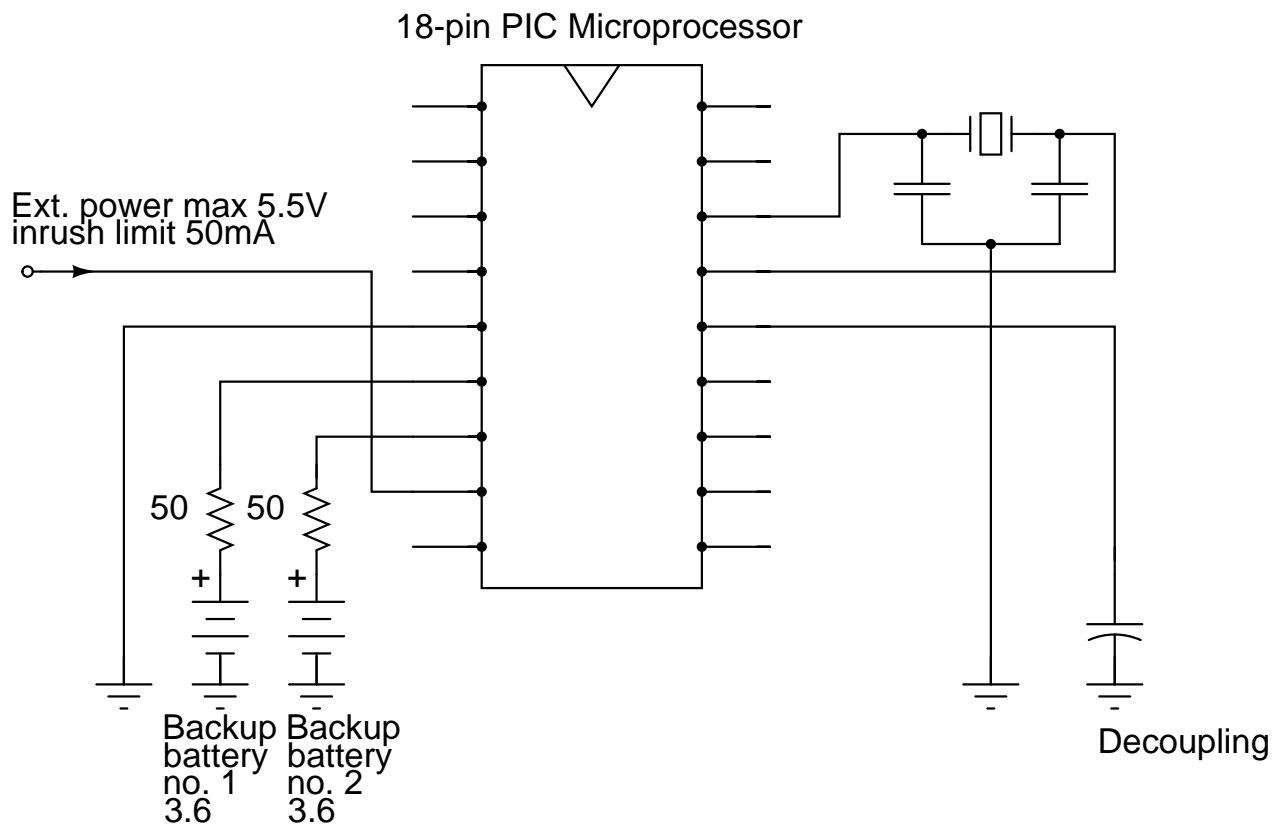 18-pin PIC Microprocessor
Ext. power max 5.5V
inrush limit 50mA
50
50
+
+
Backup
battery
no. 1
3.6
Backup
battery
no. 2
3.6
Decoupling